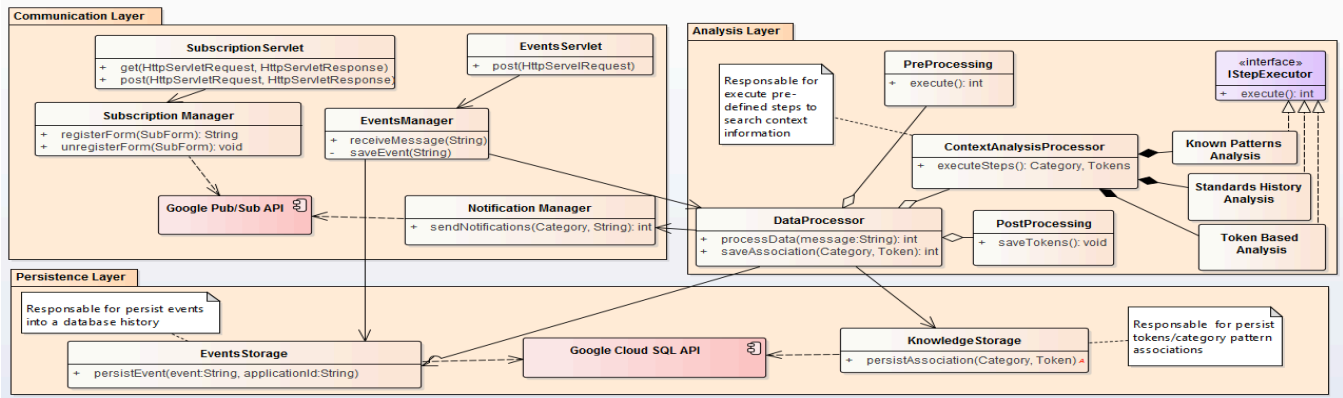 Communication Layer
SubscriptionServlet
+ get(HttpServletRequest, HttpServletResponse)
+ post(HttpServletRequest, HttpServletResponse)
EventsServlet
+ post(HttpServelRequest)
Subscription Manager
+ registerForm(SubForm): String
+ unregisterForm(SubForm): void
EventsManager
+ receiveMessage(String)
- saveEvent(String)
Google Pub/Sub API
Notification Manager
+ sendNotifications(Category, String): int
Analysis Layer
Responsable for
execute pre-
defined steps to
search context
information
PreProcessing
+ execute(): int
«interface»
IStepExecutor
+ execute(): int
ContextAnalysisProcessor
+ executeSteps(): Category, Tokens
Known Patterns
Analysis
Standards History
Analysis
Token Based
Analysis
DataProcessor
+ processData(message:String): int
+ saveAssociation(Category, Token): int
PostProcessing
+ saveTokens(): void
Persistence Layer
Responsable for persist events
into a database history
EventsStorage
+ persistEvent(event:String, applicationId:String)
Google Cloud SQL API
KnowledgeStorage
+ persistAssociation(Category, Token)
Responsable for persist
tokens/category pattern
associations